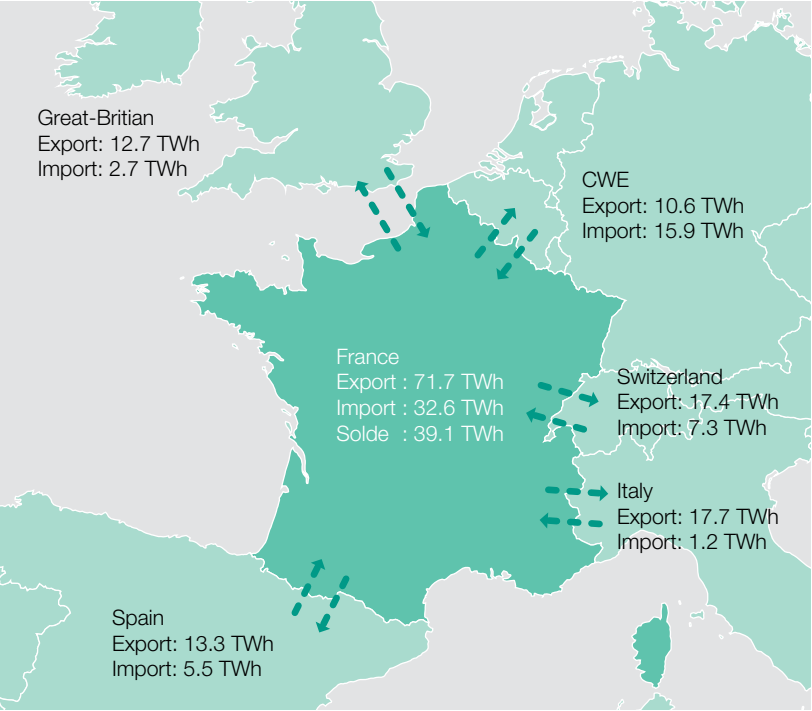 Great-Britian
Export: 12.7 TWh
Import: 2.7 TWh
CWE
Export: 10.6 TWh
Import: 15.9 TWh
France
Export : 71.7 TWh
Import : 32.6 TWh
Solde : 39.1 TWh
Switzerland
Export: 17.4 TWh
Import: 7.3 TWh
Italy
Export: 17.7 TWh
Import: 1.2 TWh
Spain
Export: 13.3 TWh
Import: 5.5 TWh